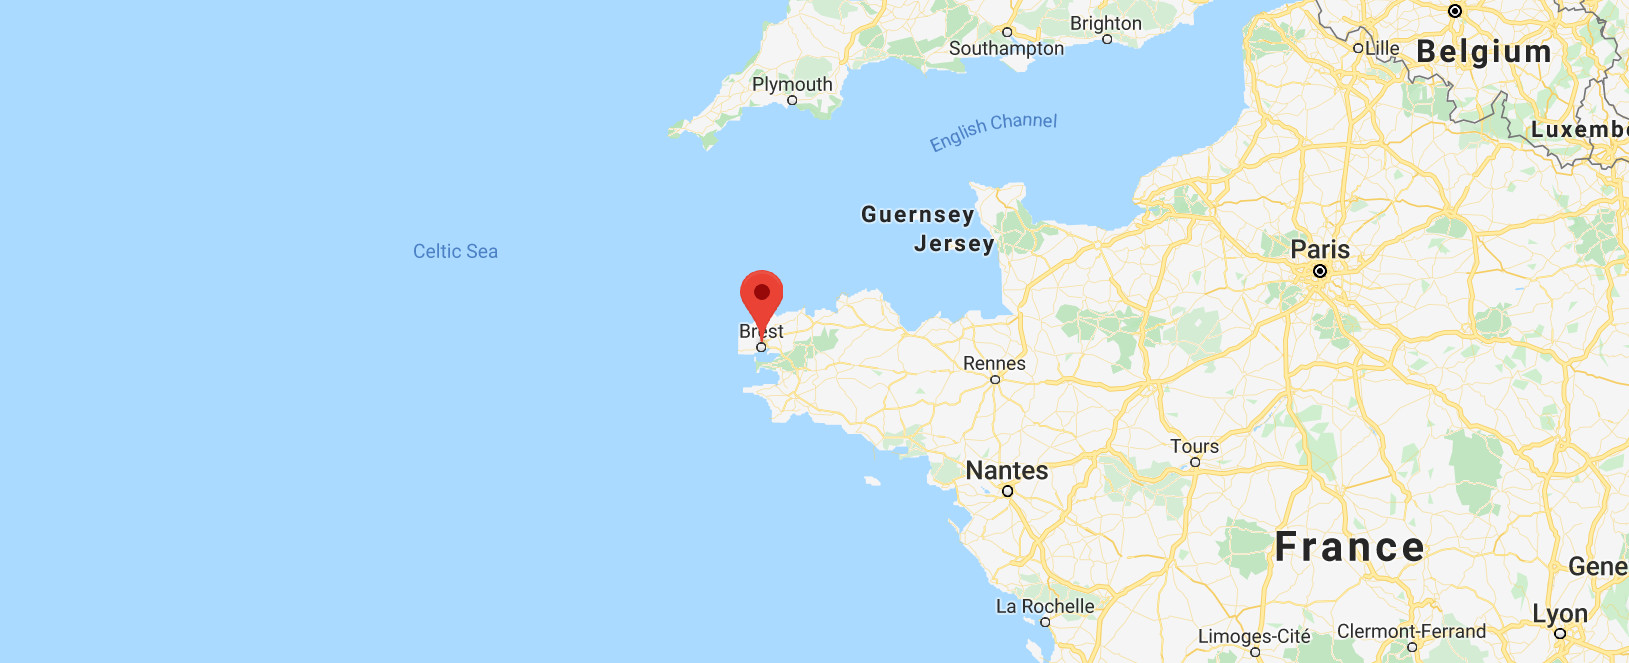 Brighton
Southampton
Lille
Belgium
Plymouth
English Channel
Luxembo
Guernsey
Jersey
Celtic Sea
Paris
Brest
Rennes
Tours
Nantes
France
Gene
La Rochelle
Lyon
Limoges-Cité
Clermont-Ferrand